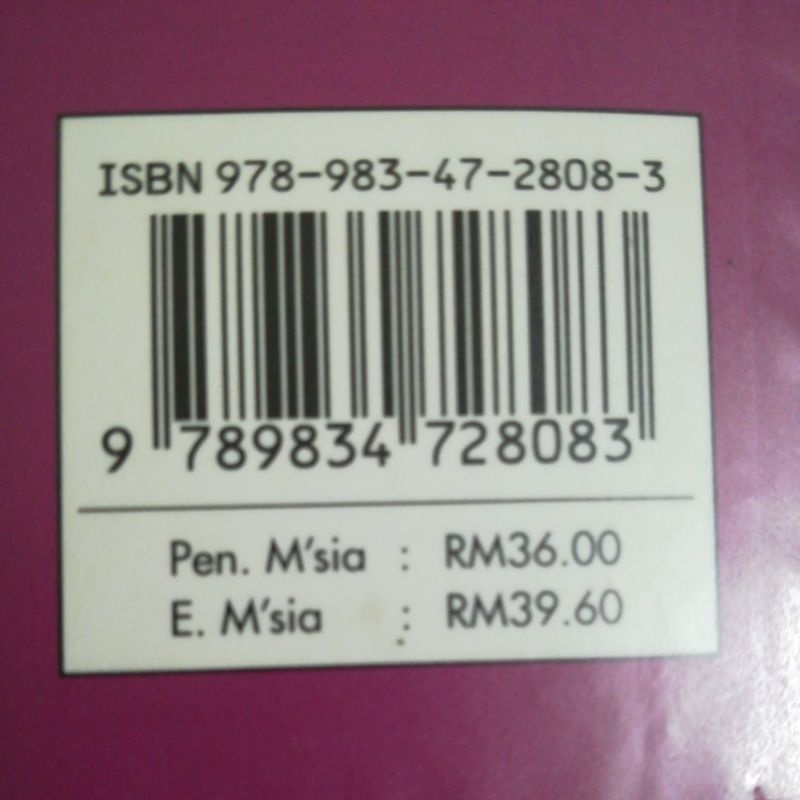 ISBN 978-983-47-2808-3
9 789834 728083
Pen. M'sia : RM36.00
E. M'sia : RM39.60